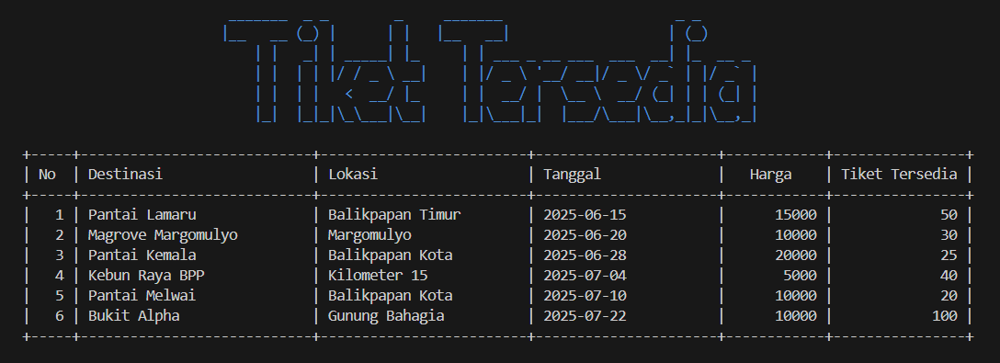 Tiket Tersedia
No Destinasi Lokasi Tanggal Harga Tiket Tersedia
1 Pantai Lamaru Balikpapan Timur 2025-06-15 15000 50
2 Magrove Margomulyo Margomulyo 2025-06-20 10000 30
3 Pantai Kemala Balikpapan Kota 2025-06-28 20000 25
4 Kebun Raya BPP Kilometer 15 2025-07-04 5000 40
5 Pantai Melwai Balikpapan Kota 2025-07-10 10000 20
6 Bukit Alpha Gunung Bahagia 2025-07-22 10000 100